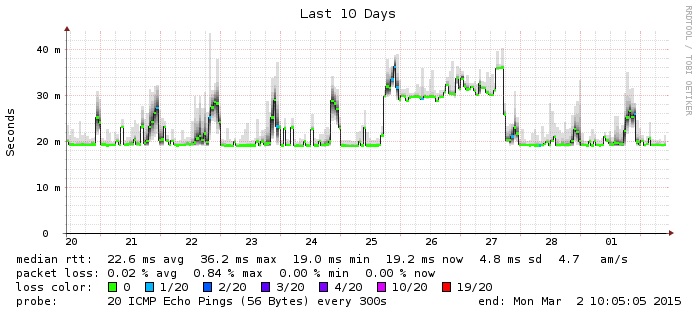 Last 10 Days
RRDTOOL / TOBI OETIKER
Seconds
40 m
30 m
20 m
10 m
0
20 21 22 23 24 25 26 27 28 01
median rtt: 22.6 ms avg 36.2 ms max 19.0 ms min 19.2 ms now 4.8 ms sd 4.7 am/s
packet loss: 0.02 % avg 0.84 % max 0.00 % min 0.00 % now
loss color: 0 1/20 2/20 3/20 4/20 10/20 19/20
probe: 20 ICMP Echo Pings (56 Bytes) every 300s end: Mon Mar 2 10:05:05 2015